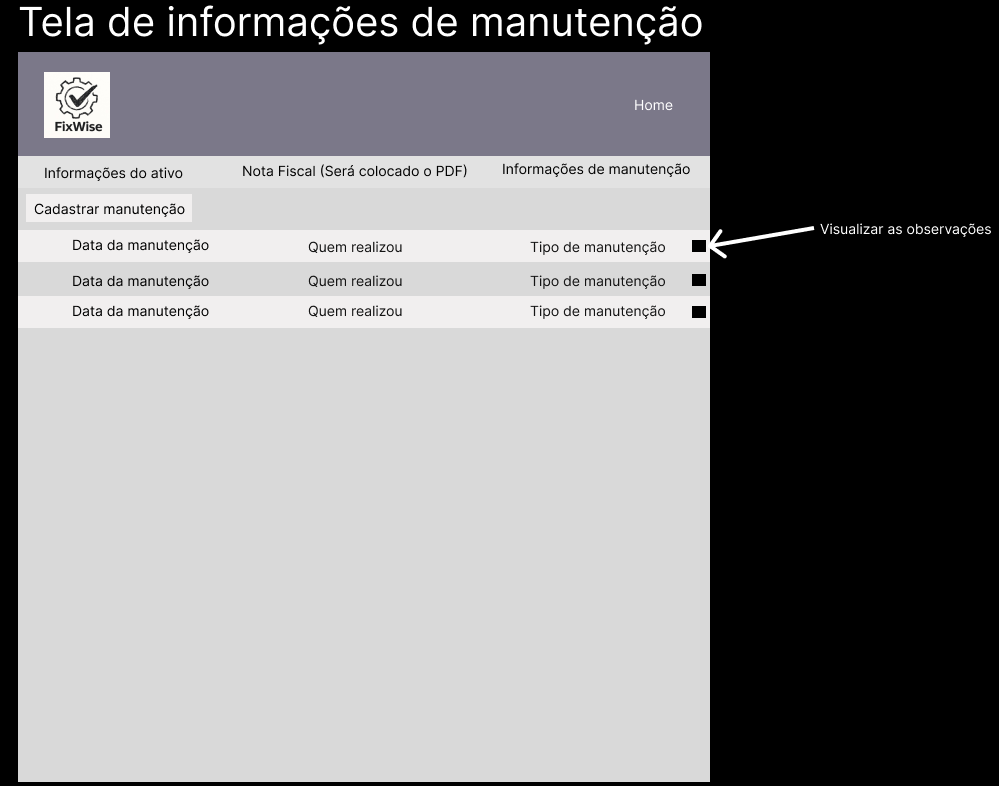 Tela de informações de manutenção
FixWise
Home
Informações do ativo
Nota Fiscal (Será colocado o PDF)
Informações de manutenção
Cadastrar manutenção
Data da manutenção
Quem realizou
Tipo de manutenção
Visualizar as observações
Data da manutenção
Quem realizou
Tipo de manutenção
Data da manutenção
Quem realizou
Tipo de manutenção